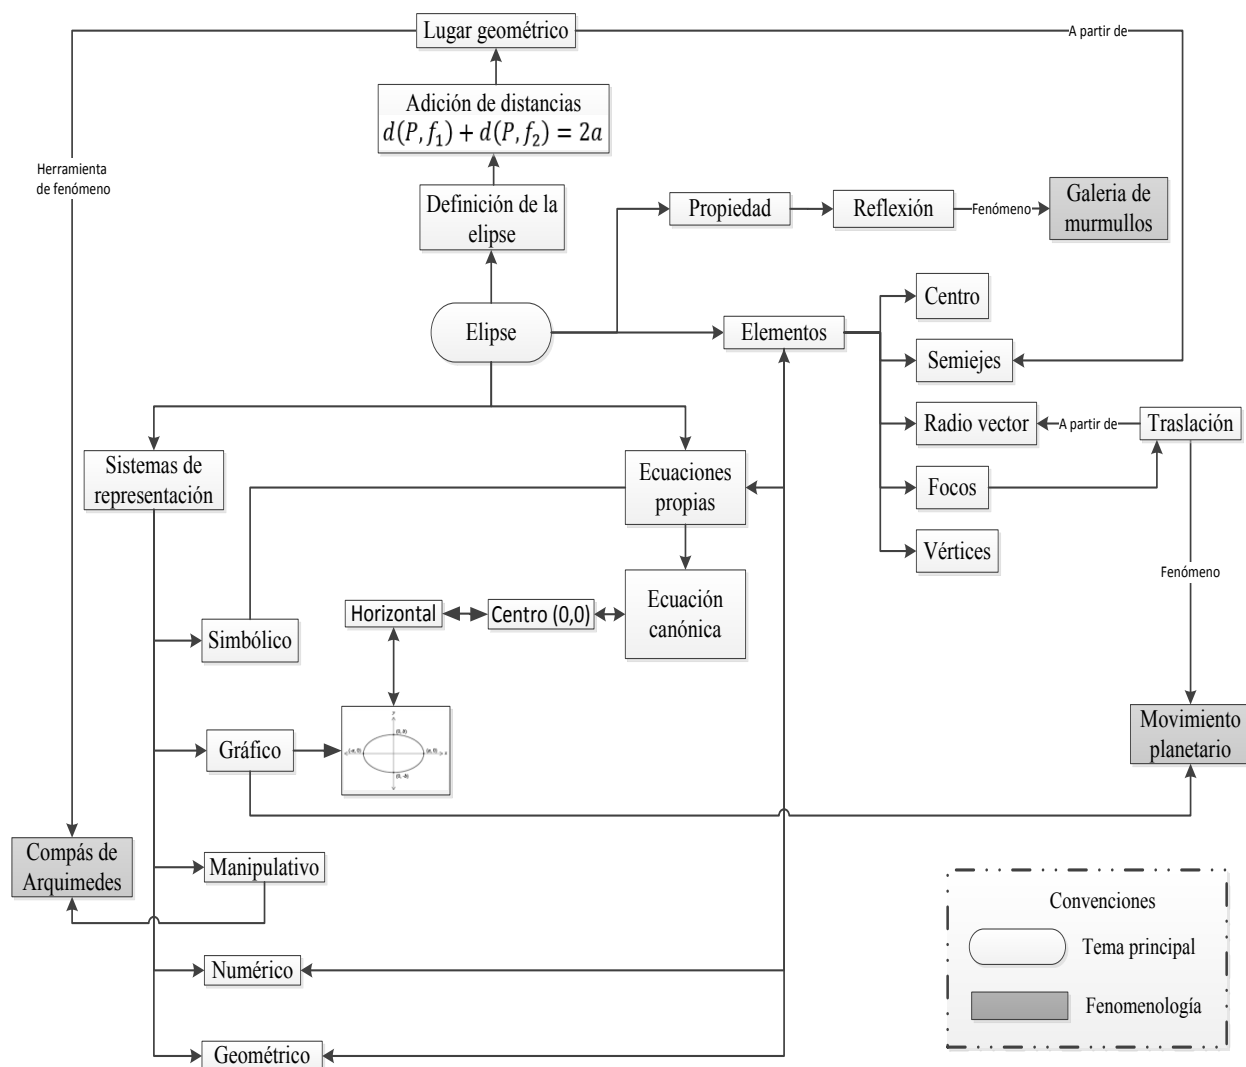 Lugar geométrico
A partir de
Adición de distancias
d(P, f₁) + d(P, f₂) = 2a
Herramienta
de fenómeno
Definición de la
elipse
Propiedad
Reflexión
Fenómeno
Galeria de
murmullos
Centro
Elipse
Elementos
Semiejes
Radio vector
A partir de
Traslación
Sistemas de
representación
Ecuaciones
propias
Focos
Vértices
Fenómeno
Ecuación
canónica
Horizontal
Centro (0,0)
Simbólico
Gráfico
(-a, 0)
(a, 0)
Movimiento
planetario
Compás de
Arquimedes
Manipulativo
Convenciones
Tema principal
Numérico
Fenomenología
Geométrico